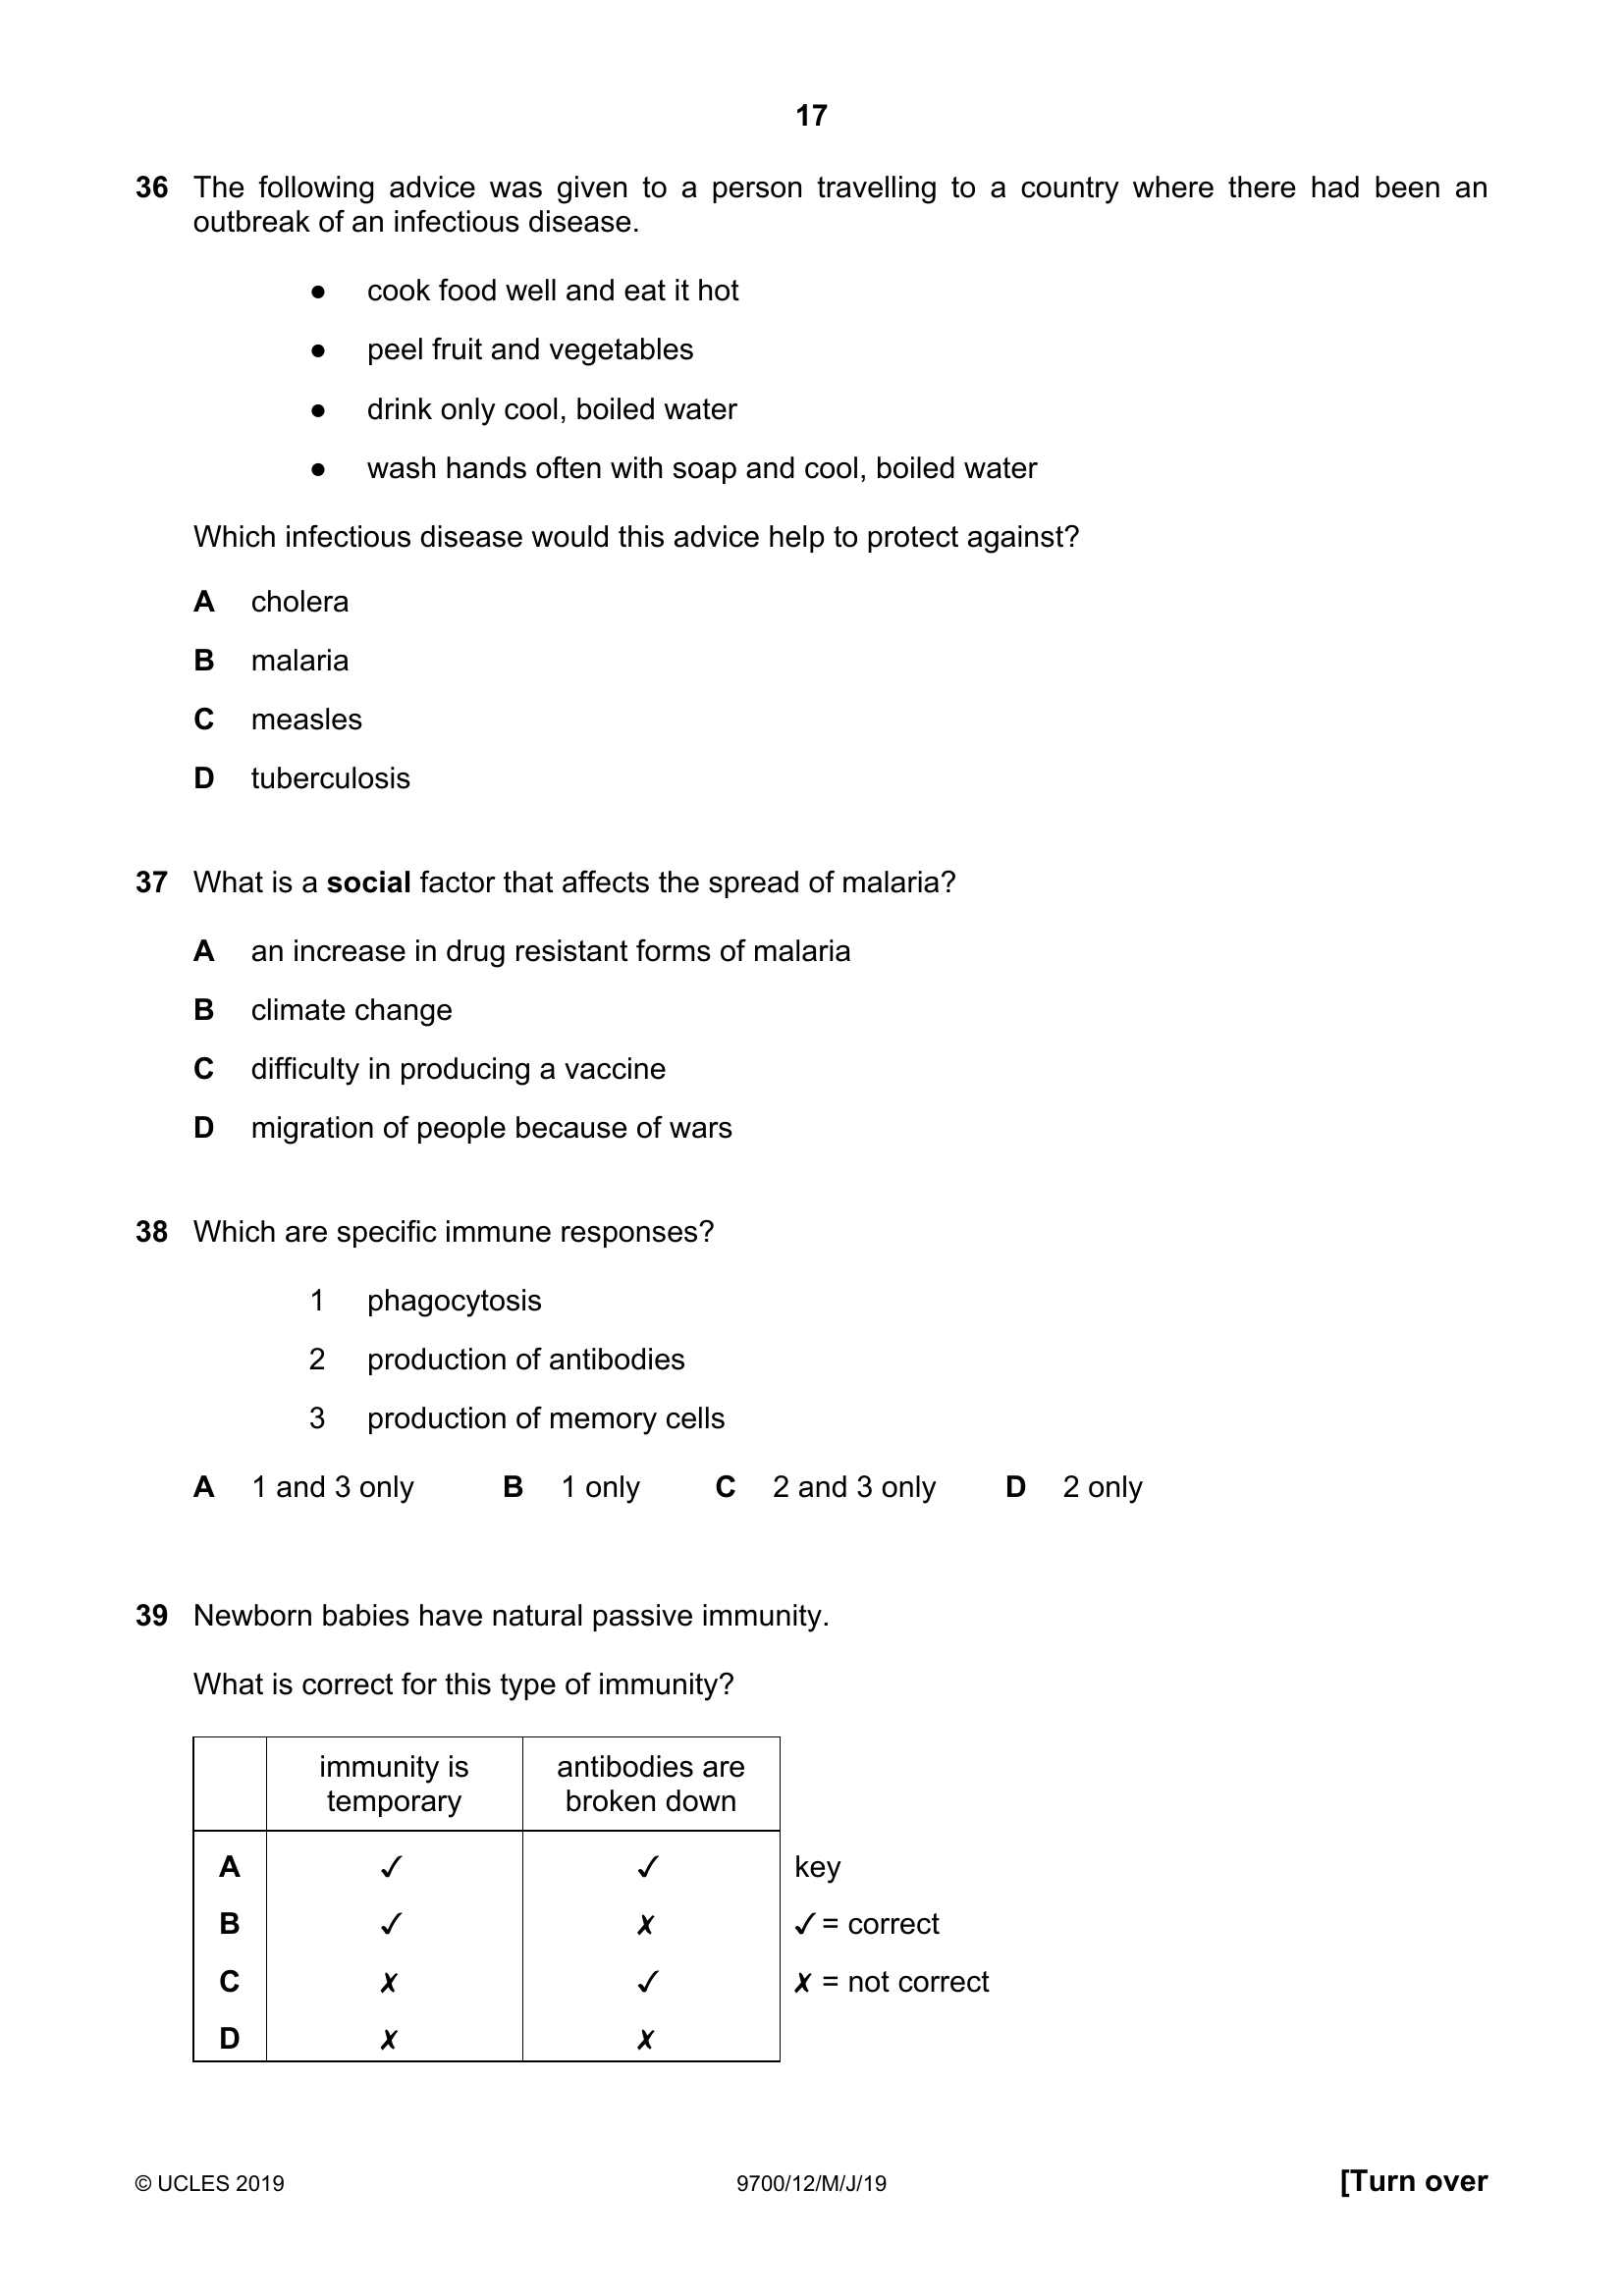 17
36 The following advice was given to a person travelling to a country where there had been an
outbreak of an infectious disease.
● cook food well and eat it hot
● peel fruit and vegetables
● drink only cool, boiled water
● wash hands often with soap and cool, boiled water
Which infectious disease would this advice help to protect against?
A cholera
B malaria
C measles
D tuberculosis
37 What is a social factor that affects the spread of malaria?
A an increase in drug resistant forms of malaria
B climate change
C difficulty in producing a vaccine
D migration of people because of wars
38 Which are specific immune responses?
1 phagocytosis
2 production of antibodies
3 production of memory cells
A 1 and 3 only B 1 only C 2 and 3 only D 2 only
39 Newborn babies have natural passive immunity.
What is correct for this type of immunity?
immunity is antibodies are
temporary broken down
A ✓ ✓ key
B ✓ ✗ ✓ = correct
C ✗ ✓ ✗ = not correct
D ✗ ✗
© UCLES 2019 9700/12/M/J/19 [Turn over